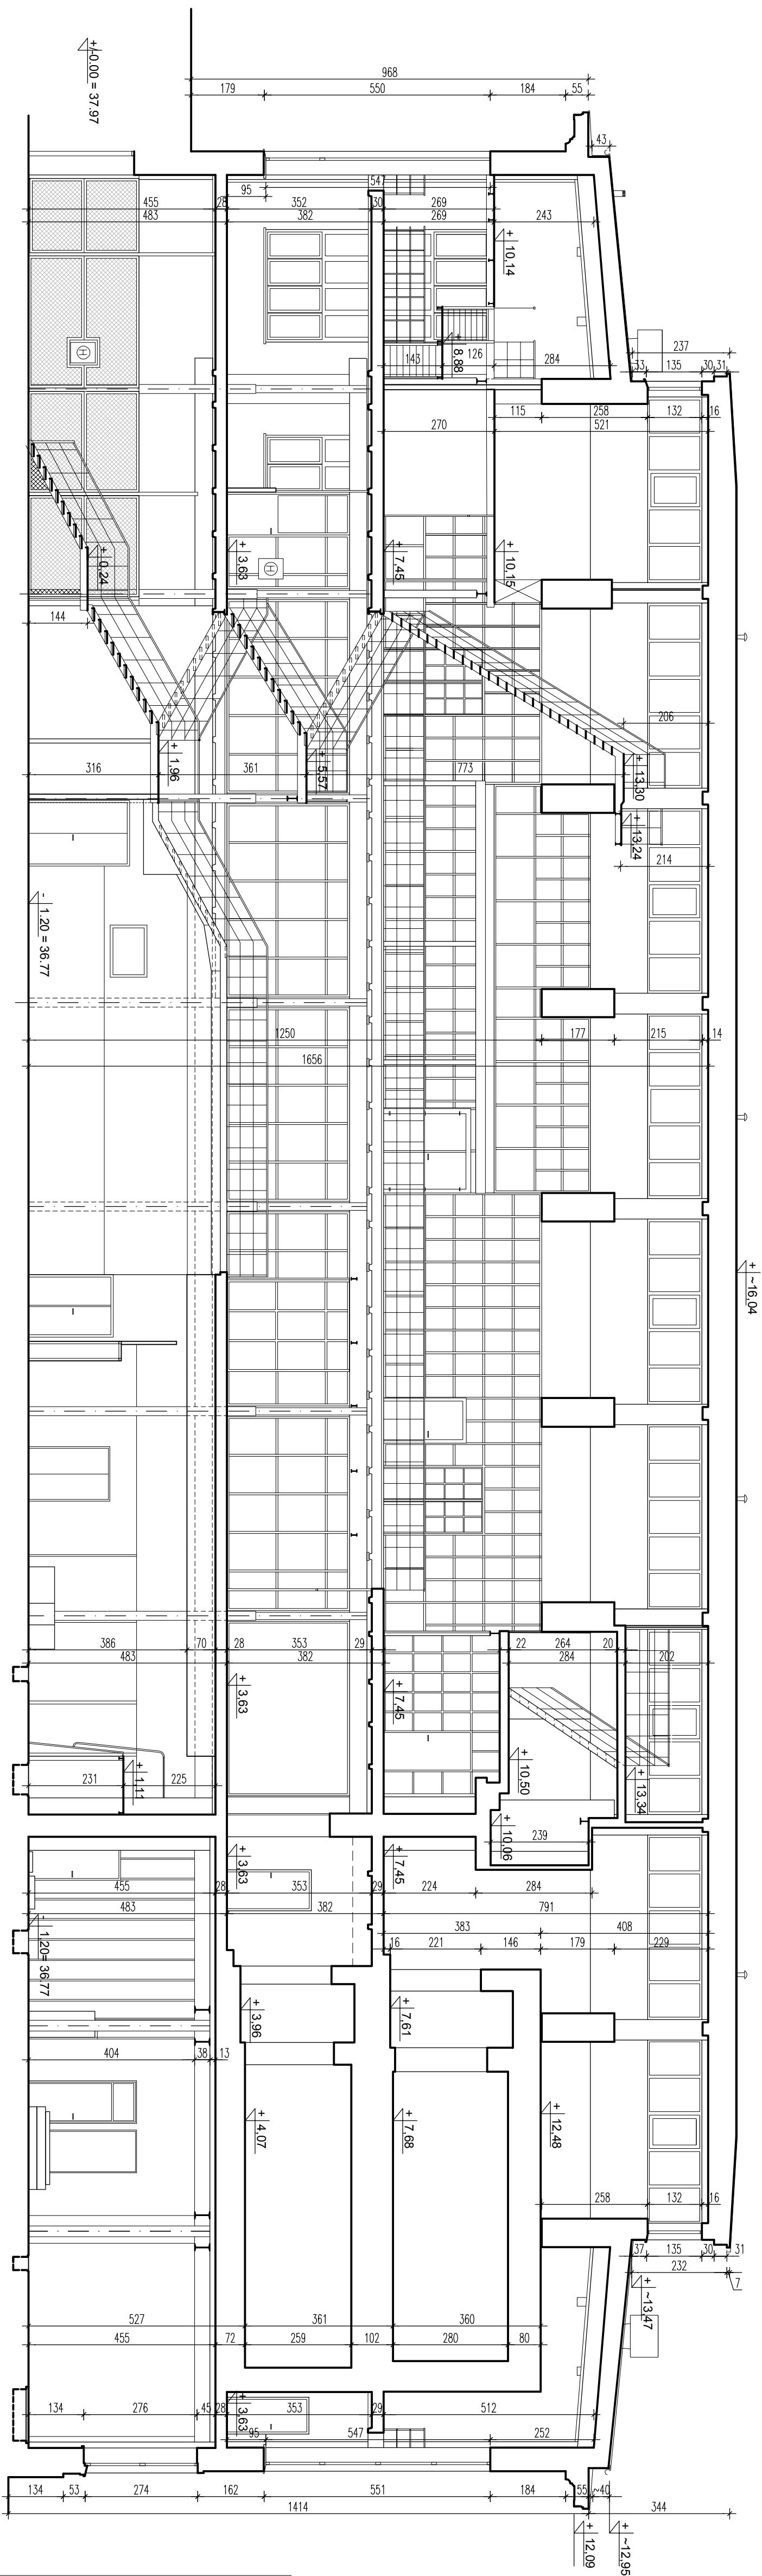 968
179 550 184 55
+/-0.00 = 37.97
43
547
95
455 28 352 30 269
483 382 269 243
+ 10,14
237
+ 8,88
H
143 126 284
33 135 30 31
115 258 132 16
270 521
+ 0,24
+ 3,63
+ 7,45
+ 10,15
H
144
206
+ 1,96
+ 5,57
316 361 773
+ 13,30
+ 13,24
214
- 1.20 = 36.77
177 215 14
1250
1656
+ ~16,04
386 70 28 353 29 22 264 20
483 382 284 202
+ 3,63
+ 7,45
+ 10,50
+ 13,34
+ 1,11
231 225
+ 10,06
239
+ 3,63
+ 7,45
455 28 353 29 224 284
483 382 791
383 408
- 1.20= 36.77
16 221 146 179 229
+ 3,96
+ 7,61
404 38 13
+ 4,07
+ 7,68
+ 12,48
258 132 16
37 135 30 31
232 7
+ ~13,47
527 361 360
455 72 259 102 280 80
+ 3,63
134 276 45 28 353 29 512
95 547 252
134 53 274 162 551 184 55 ~40
1414 344
+ 12,09
+ ~12,95